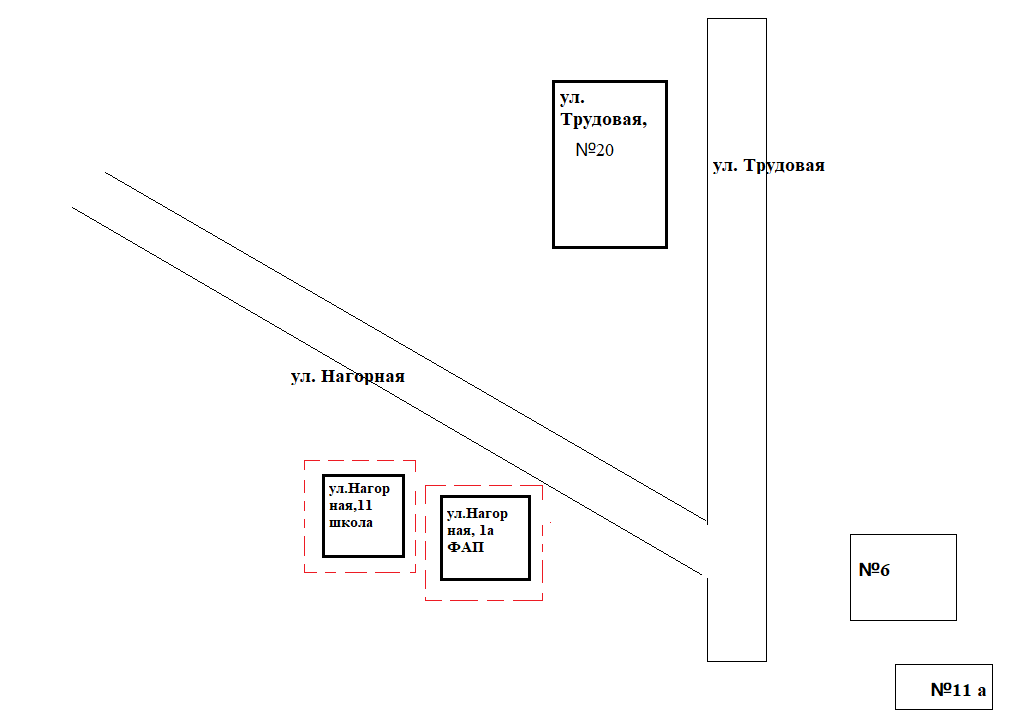 ул.
Трудовая,
№20
ул. Трудовая
ул. Нагорная
ул.Нагор
ная,11
школа
ул.Нагор
ная, 1а
ФАП
№6
№11 а